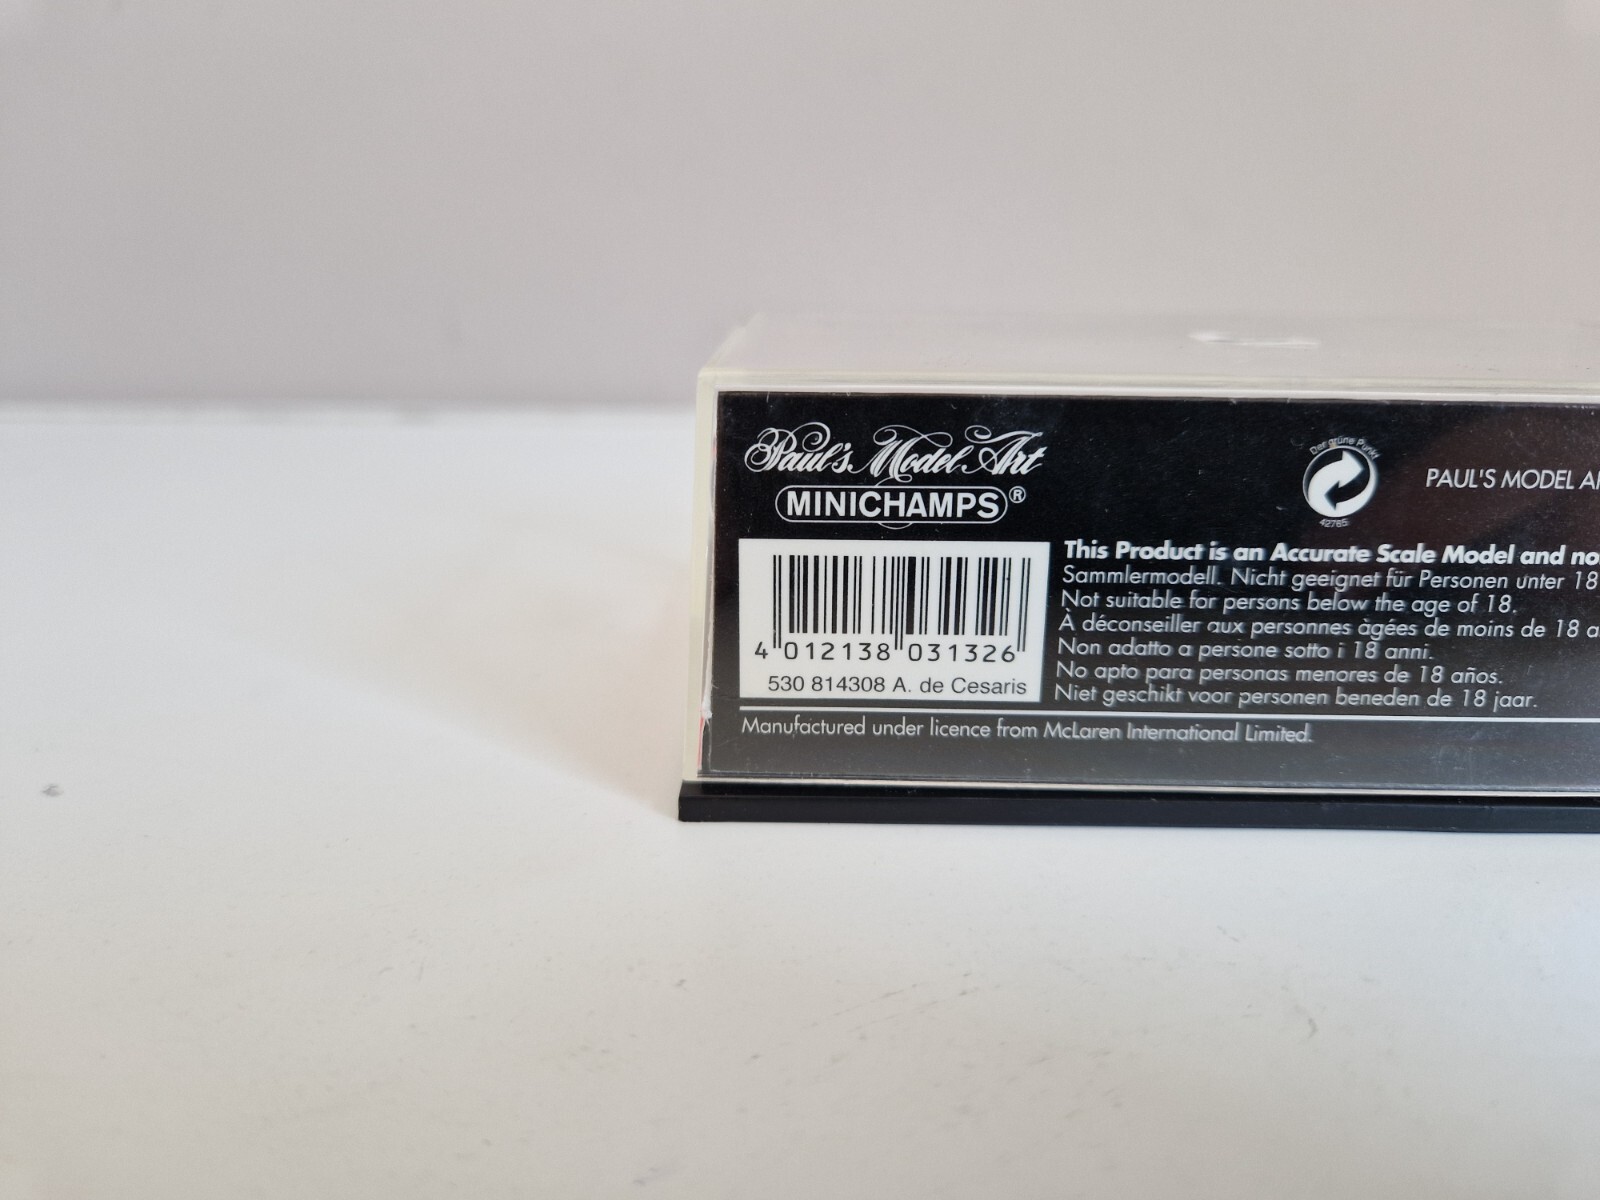 Paul's Model Art
MINICHAMPS®
Der grüne Punkt
42765
PAUL'S MODEL
4 012138 031326
530 814308 A. de Cesaris
This Product is an Accurate Scale Model and
Sammlermodell. Nicht geeignet für Personen unter 18
Not suitable for persons below the age of 18.
À déconseiller aux personnes àgées de moins de 18
Non adatto a persone sotto i 18 anni.
No apto para personas menores de 18 años.
Niet geschikt voor personen beneden de 18 jaar.
Manufactured under licence from McLaren International Limited.